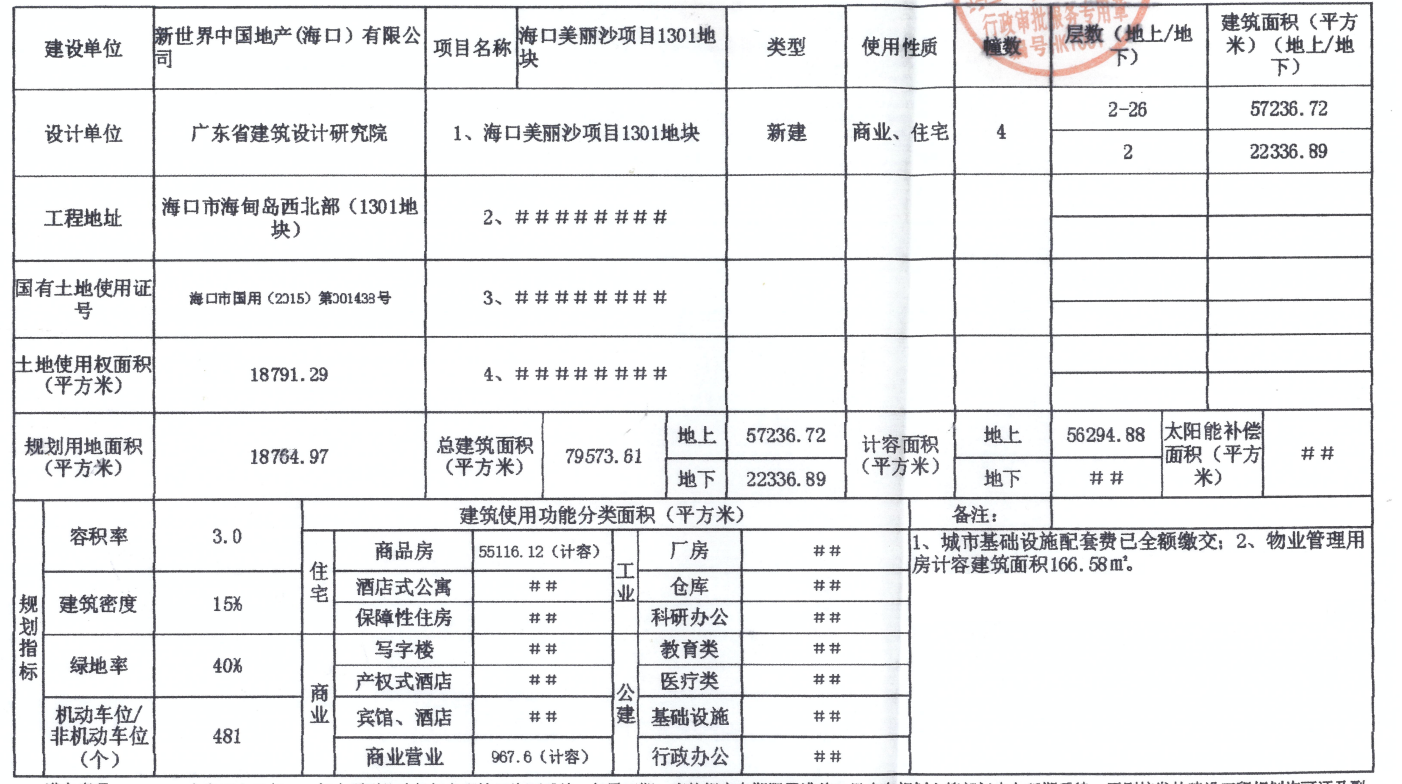 行政审批服务专用章
建设单位 新世界中国地产(海口)有限公司 项目名称 海口美丽沙项目1301地块 类型 使用性质 幢数 层数(地上/地下) 建筑面积(平方米)(地上/地下)
设计单位 广东省建筑设计研究院 1、海口美丽沙项目1301地块 新建 商业、住宅 4 2-26 57236.72
2 22336.89
工程地址 海口市海甸岛西北部(1301地块) 2、########
国有土地使用证号 海口市国用(2015)第001438号 3、########
土地使用权面积(平方米) 18791.29 4、########
规划用地面积(平方米) 18764.97 总建筑面积(平方米) 79573.61 地上 57236.72 计容面积(平方米) 地上 56294.88 太阳能补偿面积(平方米) ##
地下 22336.89 地下 ##
规划指标 容积率 3.0 建筑使用功能分类面积(平方米) 备注:
住宅 商品房 55116.12(计容) 工业 厂房 ## 1、城市基础设施配套费已全额缴交;2、物业管理用
房计容建筑面积166.58㎡。
建筑密度 15% 酒店式公寓 ## 仓库 ##
保障性住房 ## 科研办公 ##
绿地率 40% 商业 写字楼 ## 公建 教育类 ##
产权式酒店 ## 医疗类 ##
机动车位/非机动车位(个) 481 宾馆、酒店 ## 基础设施 ##
商业营业 967.6(计容) 行政办公 ##